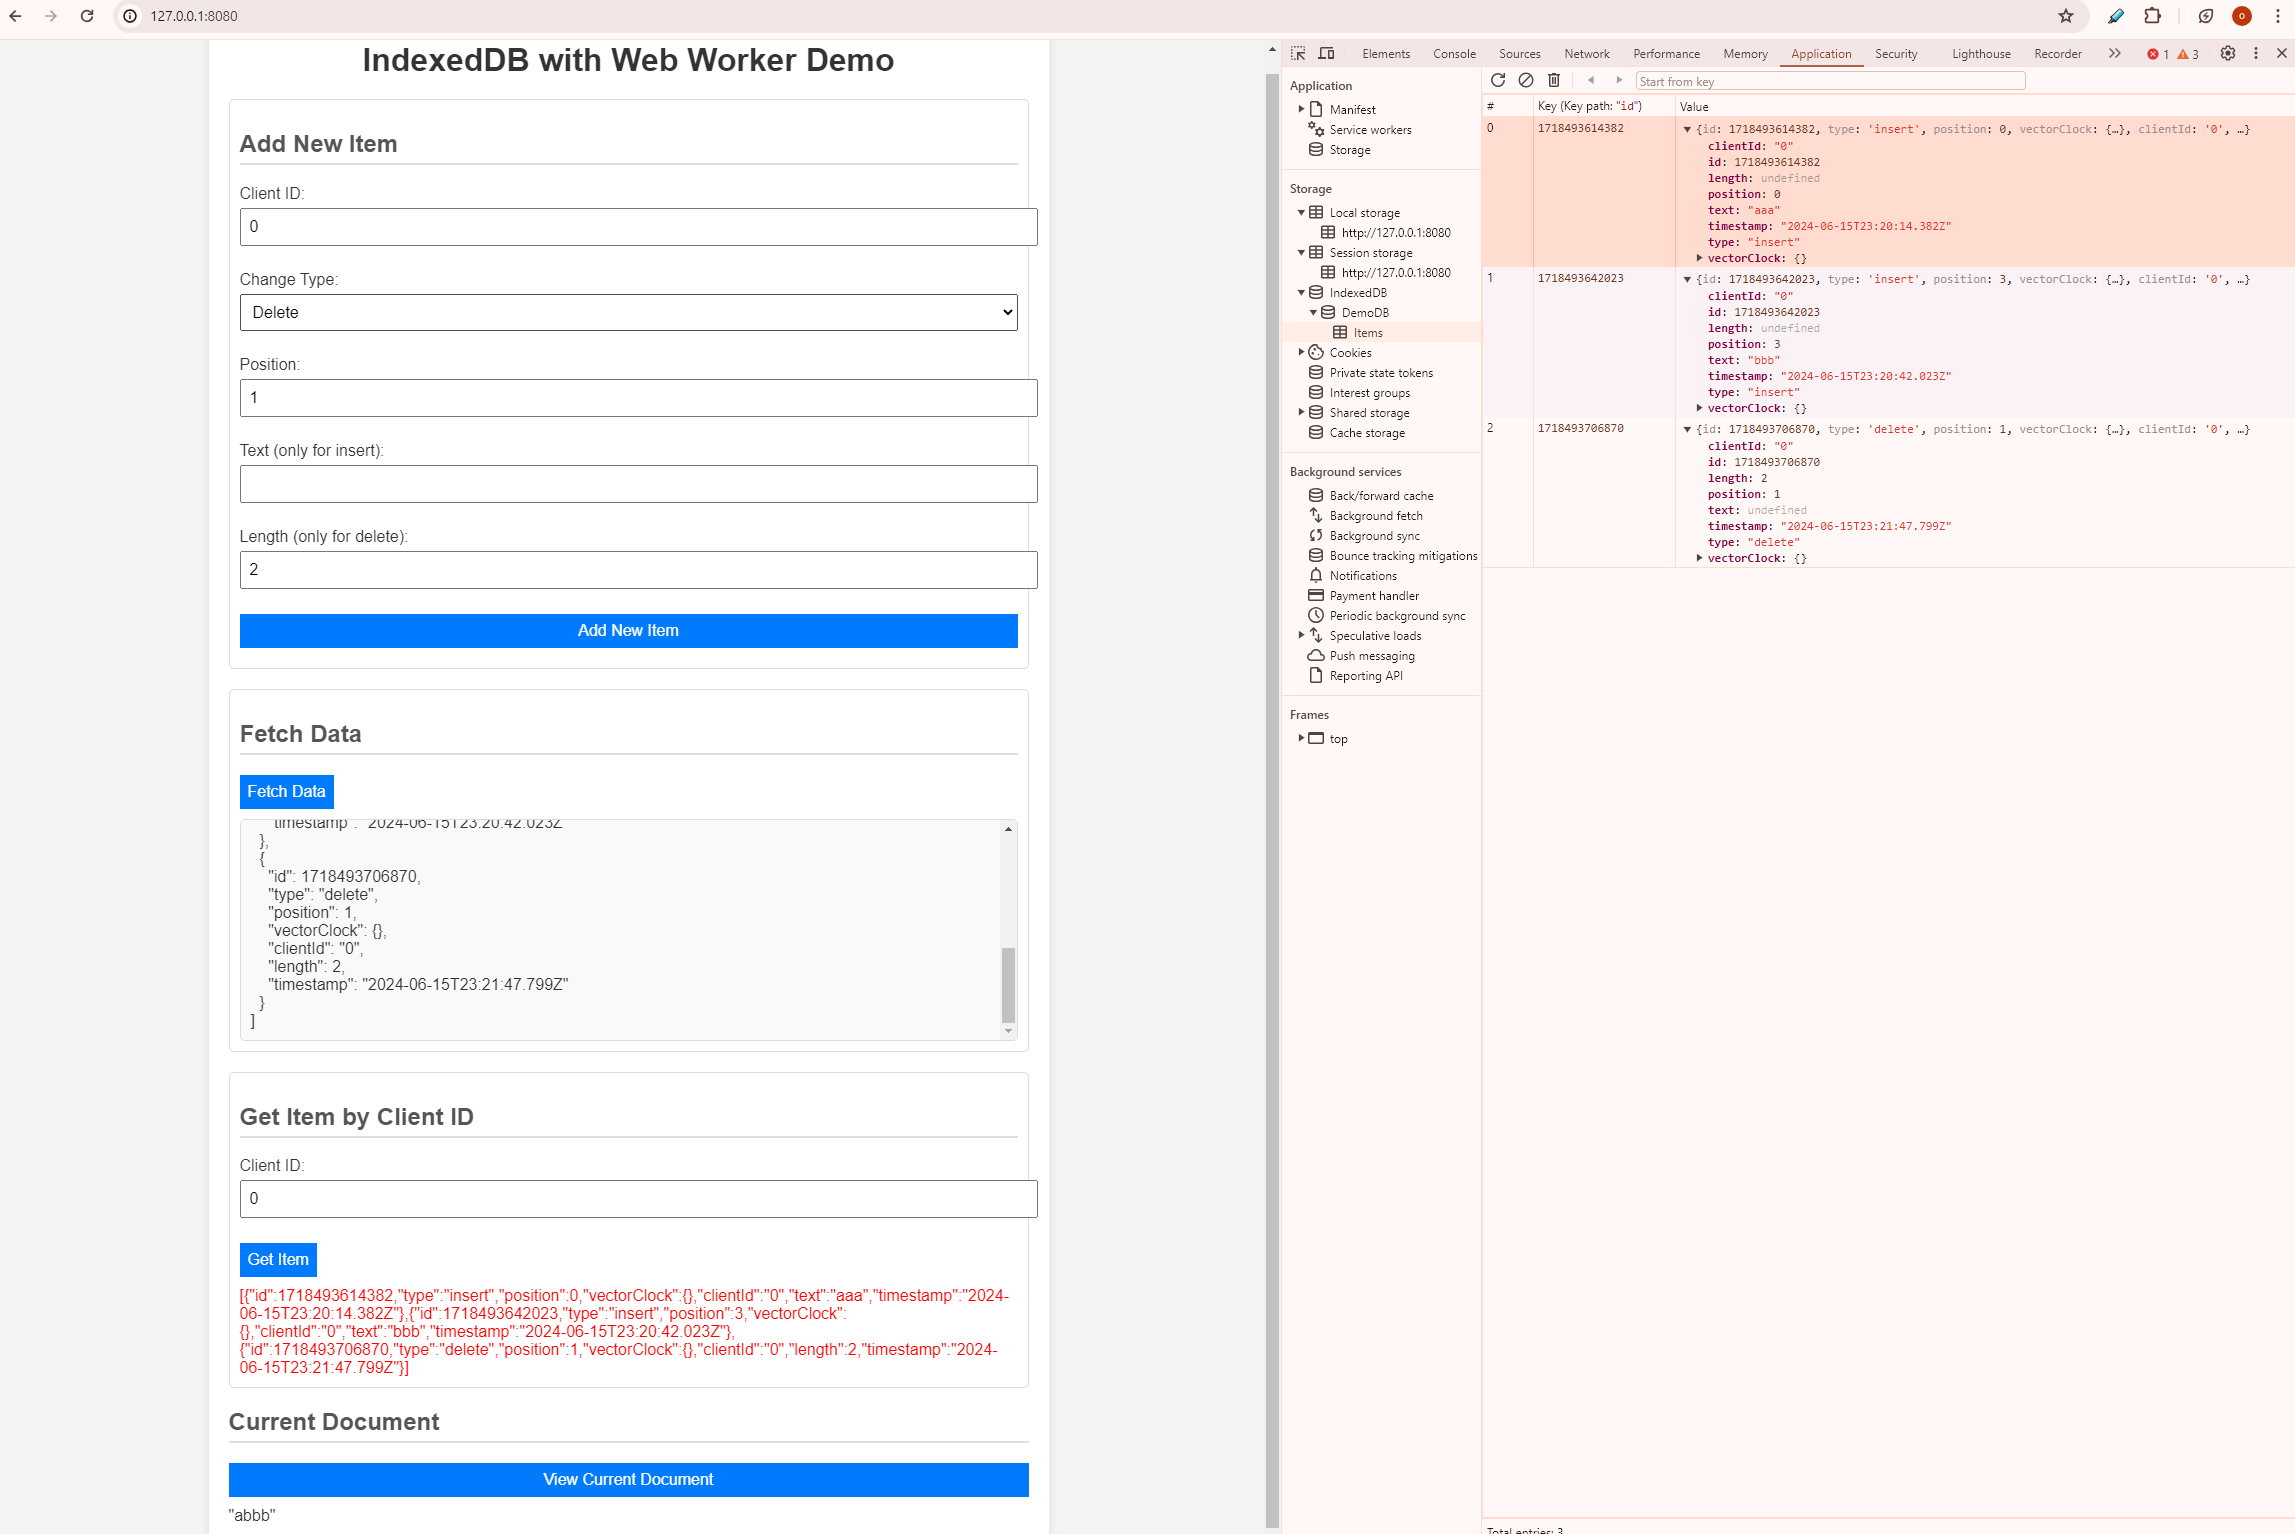 127.0.0.1:8080
IndexedDB with Web Worker Demo
Add New Item
Client ID:
0
Change Type:
Delete
Position:
1
Text (only for insert):
Length (only for delete):
2
Add New Item
Fetch Data
Fetch Data
"timestamp": "2024-06-15T23:20:42.023Z"
},
{
"id": 1718493706870,
"type": "delete",
"position": 1,
"vectorClock": {},
"clientId": "0",
"length": 2,
"timestamp": "2024-06-15T23:21:47.799Z"
}
]
Get Item by Client ID
Client ID:
0
Get Item
[{"id":1718493614382,"type":"insert","position":0,"vectorClock":{},"clientId":"0","text":"aaa","timestamp":"2024-
06-15T23:20:14.382Z"},{"id":1718493642023,"type":"insert","position":3,"vectorClock":
{},"clientId":"0","text":"bbb","timestamp":"2024-06-15T23:20:42.023Z"},
{"id":1718493706870,"type":"delete","position":1,"vectorClock":{},"clientId":"0","length":2,"timestamp":"2024-
06-15T23:21:47.799Z"}]
Current Document
View Current Document
"abbb"
o
Elements Console Sources Network Performance Memory Application Security Lighthouse Recorder 1 3
Application
Manifest
Service workers
Storage
Storage
Local storage
http://127.0.0.1:8080
Session storage
http://127.0.0.1:8080
IndexedDB
DemoDB
Items
Cookies
Private state tokens
Interest groups
Shared storage
Cache storage
Background services
Back/forward cache
Background fetch
Background sync
Bounce tracking mitigations
Notifications
Payment handler
Periodic background sync
Speculative loads
Push messaging
Reporting API
Frames
top
Start from key
# Key (Key path: "id") Value
0 1718493614382 {id: 1718493614382, type: 'insert', position: 0, vectorClock: {…}, clientId: '0', …}
clientId: "0"
id: 1718493614382
length: undefined
position: 0
text: "aaa"
timestamp: "2024-06-15T23:20:14.382Z"
type: "insert"
vectorClock: {}
1 1718493642023 {id: 1718493642023, type: 'insert', position: 3, vectorClock: {…}, clientId: '0', …}
clientId: "0"
id: 1718493642023
length: undefined
position: 3
text: "bbb"
timestamp: "2024-06-15T23:20:42.023Z"
type: "insert"
vectorClock: {}
2 1718493706870 {id: 1718493706870, type: 'delete', position: 1, vectorClock: {…}, clientId: '0', …}
clientId: "0"
id: 1718493706870
length: 2
position: 1
text: undefined
timestamp: "2024-06-15T23:21:47.799Z"
type: "delete"
vectorClock: {}
Total entries: 3